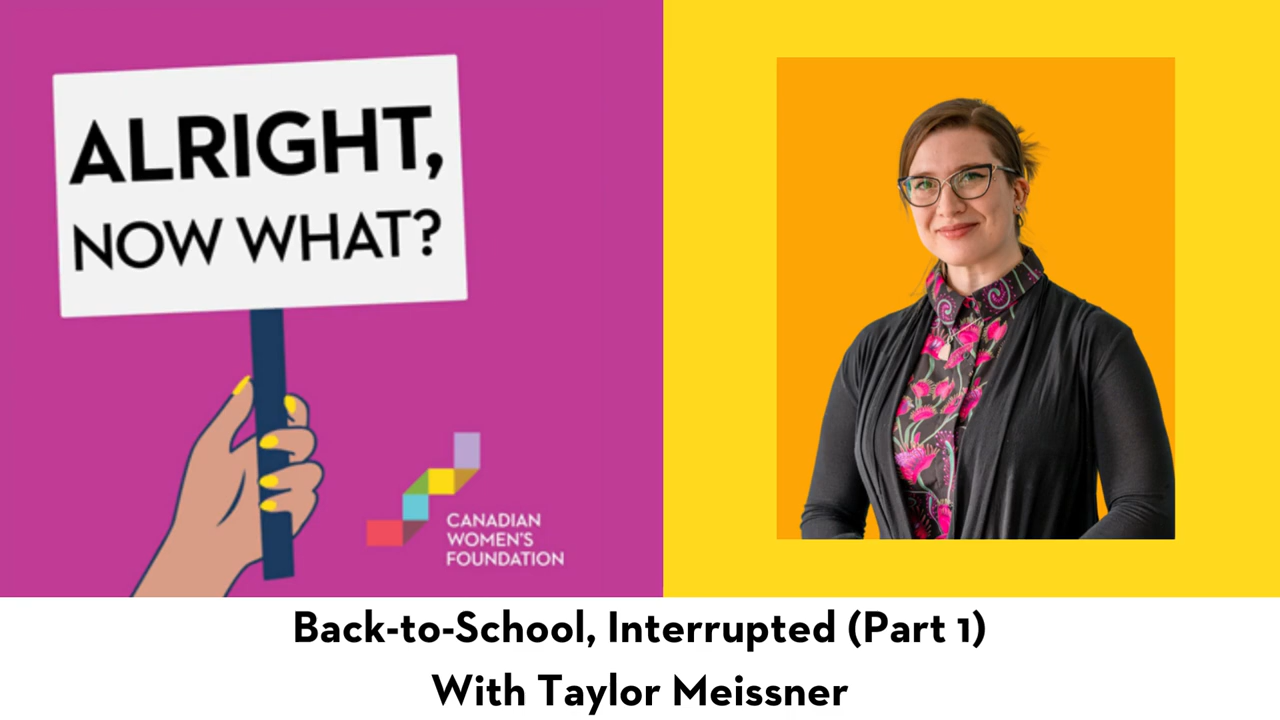 ALRIGHT,
NOW WHAT?
CANADIAN
WOMEN'S
FOUNDATION
Back-to-School, Interrupted (Part 1)
With Taylor Meissner